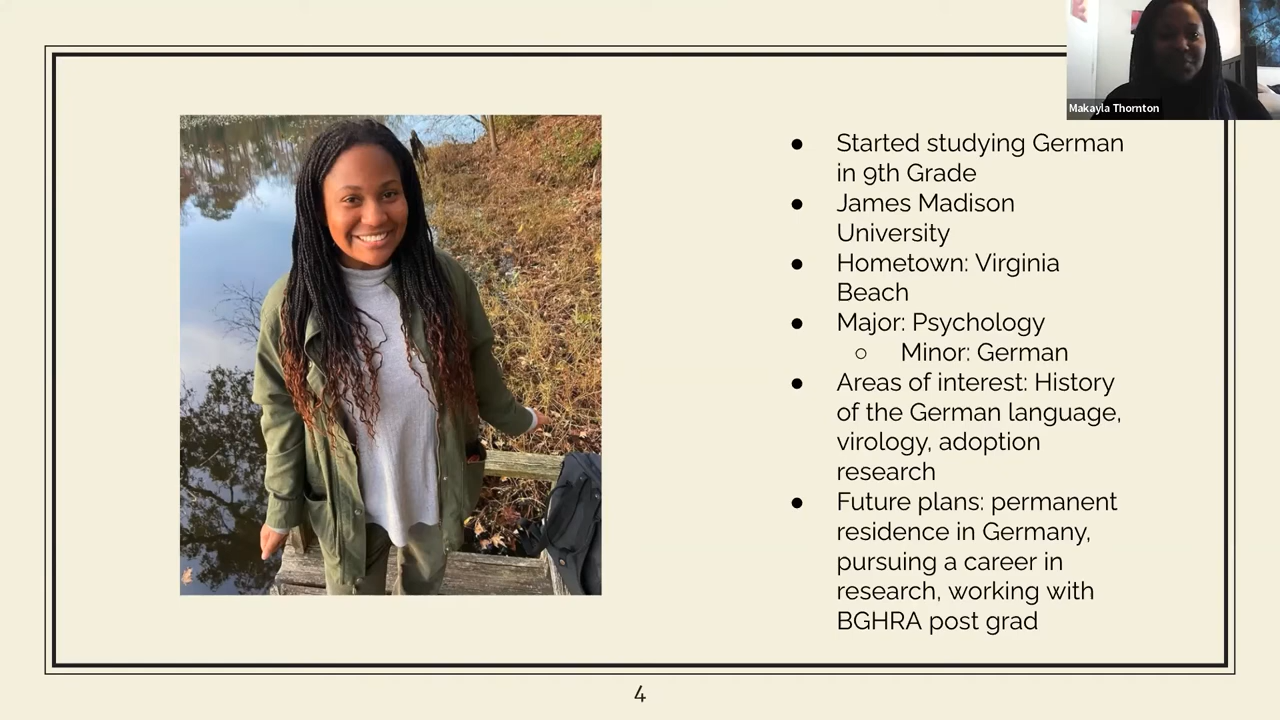 Makayla Thornton
● Started studying German
in 9th Grade
● James Madison
University
● Hometown: Virginia
Beach
● Major: Psychology
○ Minor: German
● Areas of interest: History
of the German language,
virology, adoption
research
● Future plans: permanent
residence in Germany,
pursuing a career in
research, working with
BGHRA post grad
4